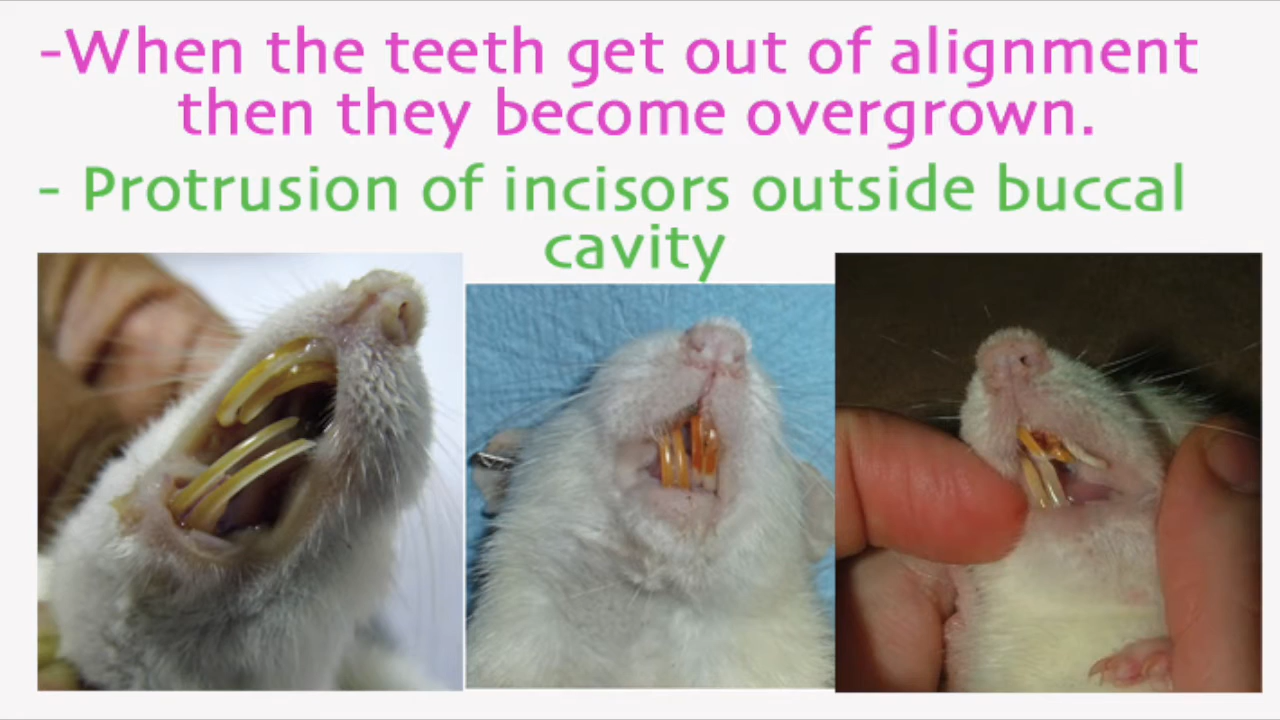 -When the teeth get out of alignment
then they become overgrown.
- Protrusion of incisors outside buccal
cavity